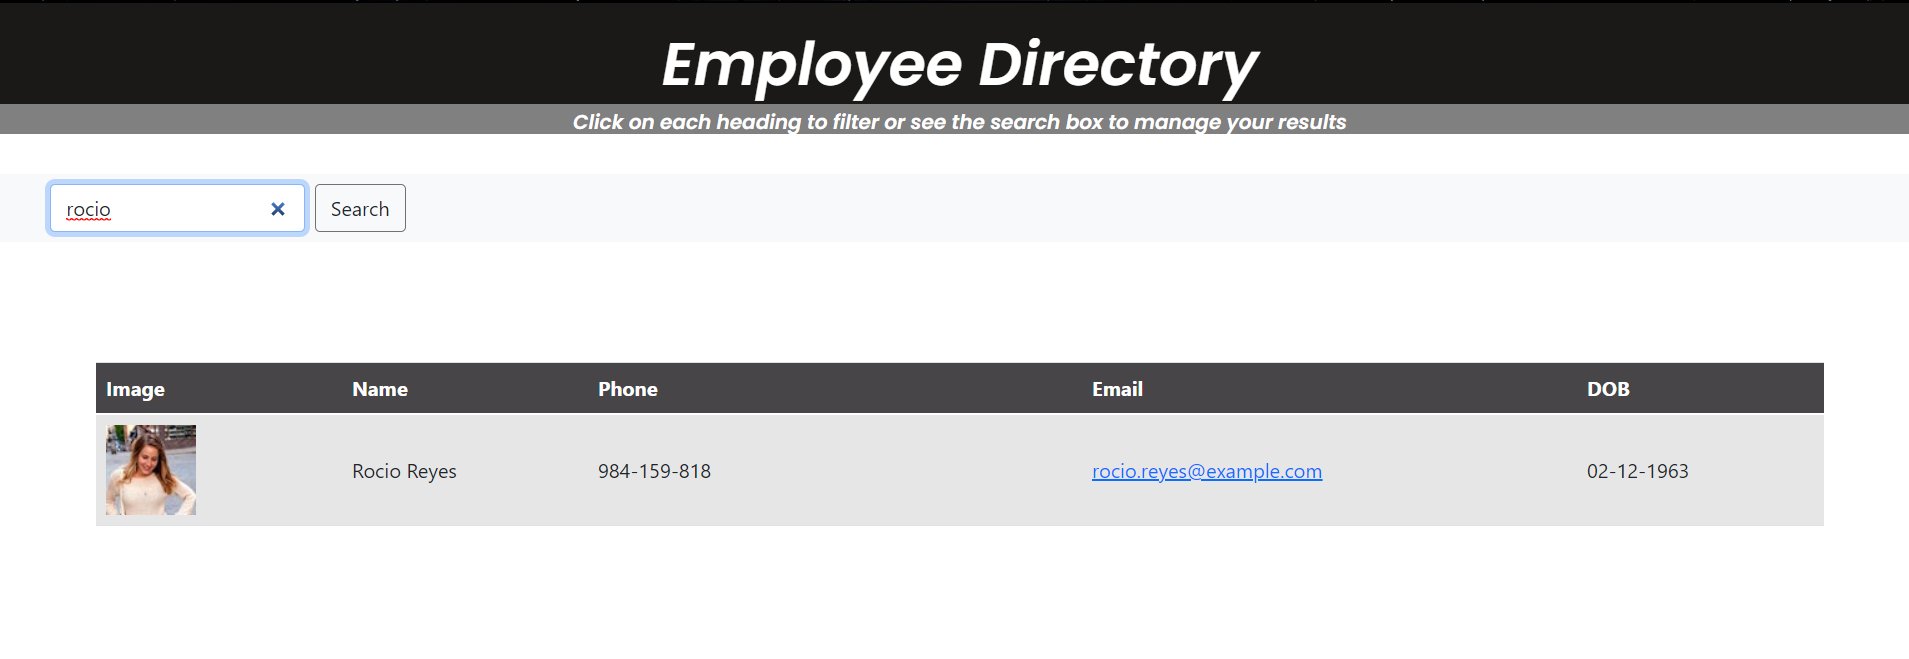 Employee Directory
Click on each heading to filter or see the search box to manage your results
rocio Search
Image Name Phone Email DOB
Rocio Reyes 984-159-818 rocio.reyes@example.com 02-12-1963